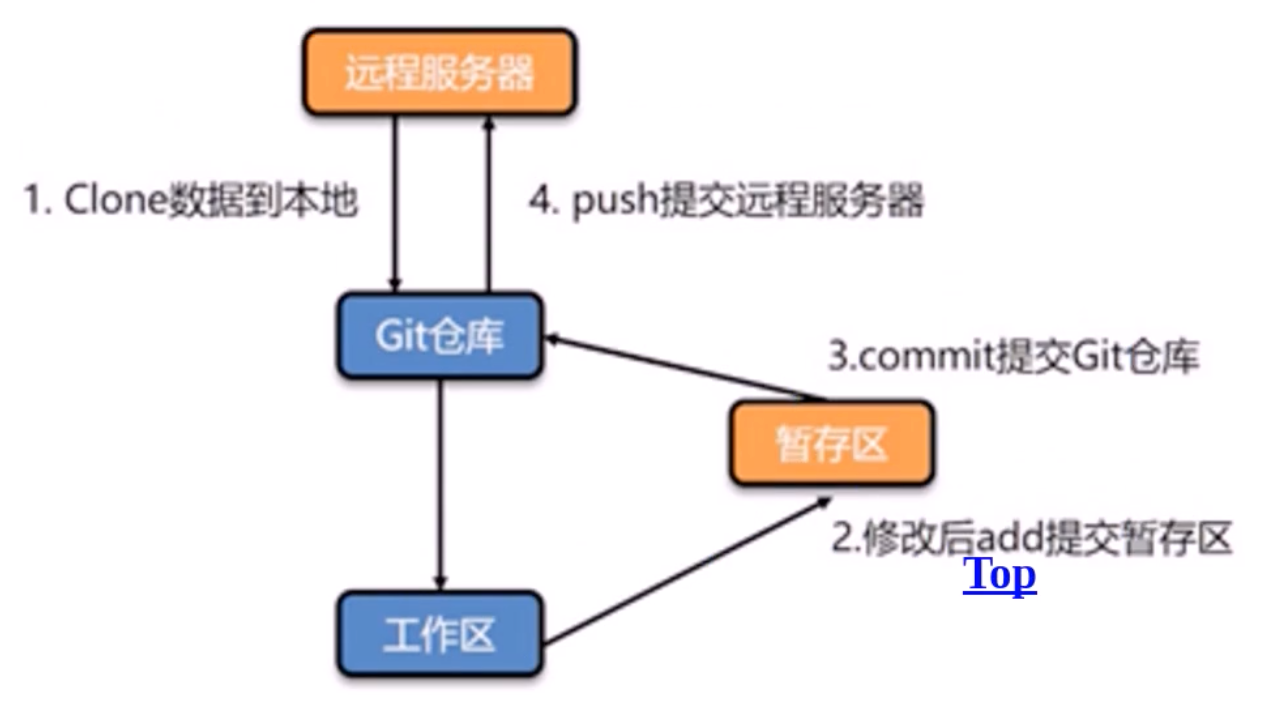 远程服务器
1. Clone数据到本地
4. push提交远程服务器
Git仓库
3.commit提交Git仓库
暂存区
2.修改后add提交暂存区
Top
工作区